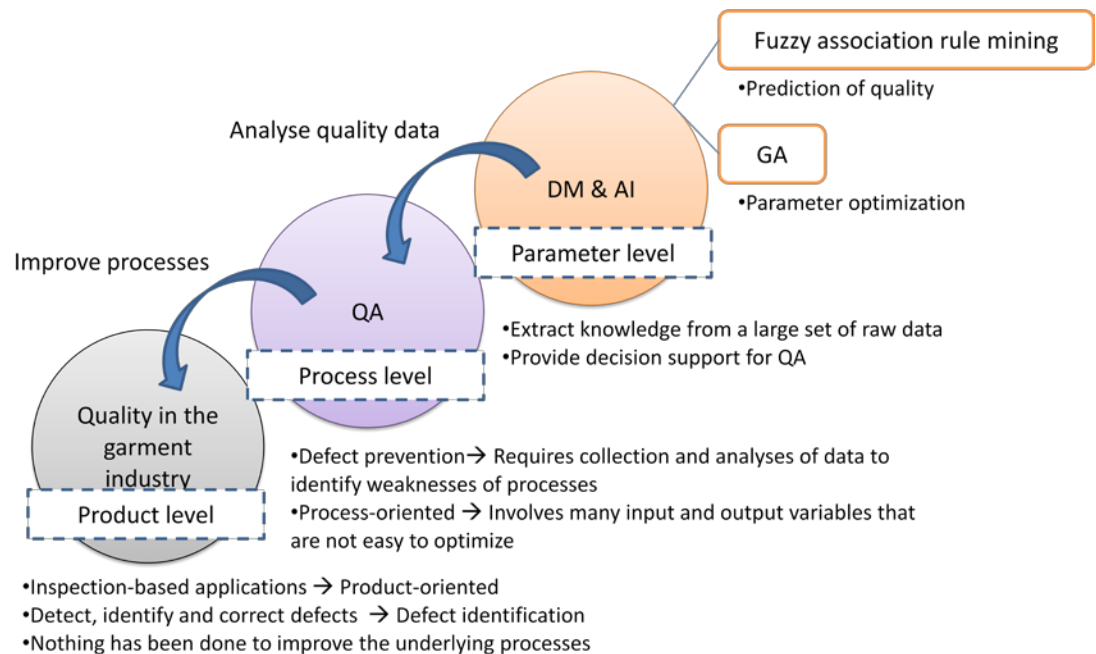 Fuzzy association rule mining
•Prediction of quality
GA
•Parameter optimization
Analyse quality data
DM & AI
Parameter level
•Extract knowledge from a large set of raw data
•Provide decision support for QA
Improve processes
QA
Process level
•Defect prevention→ Requires collection and analyses of data to
identify weaknesses of processes
•Process-oriented → Involves many input and output variables that
are not easy to optimize
Quality in the
garment
industry
Product level
•Inspection-based applications → Product-oriented
•Detect, identify and correct defects → Defect identification
•Nothing has been done to improve the underlying processes